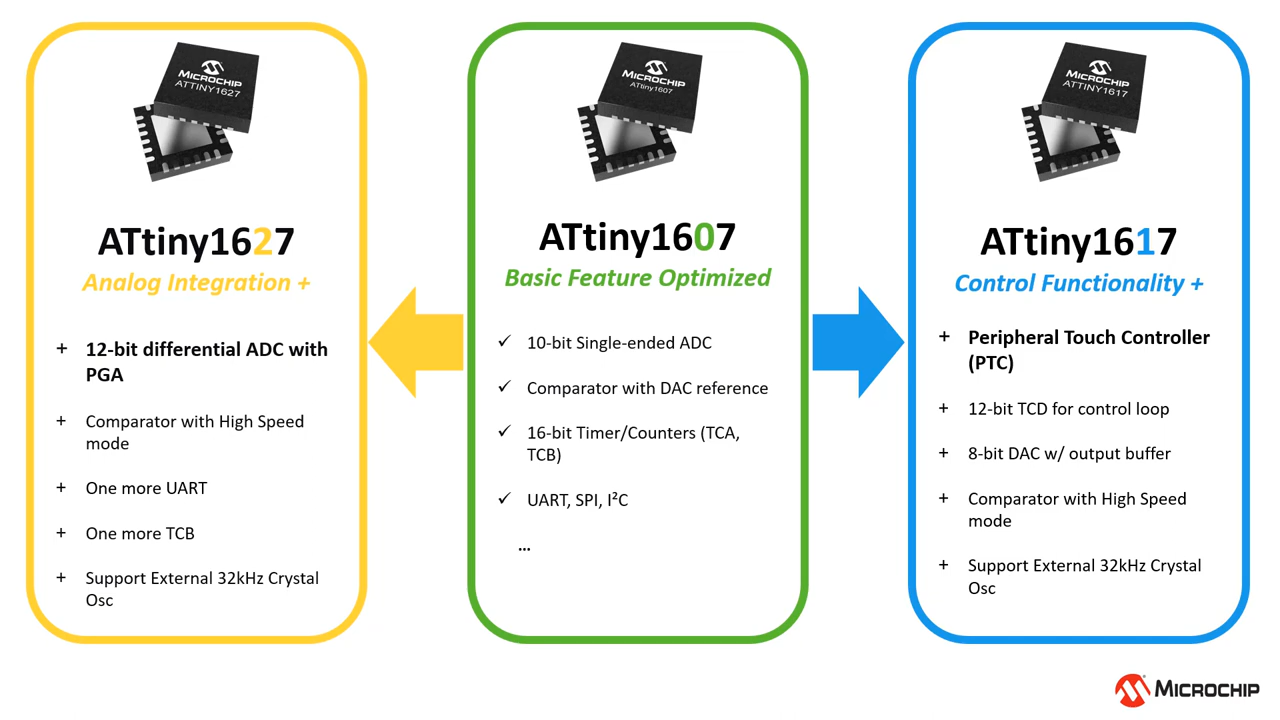 MICROCHIP
ATTINY1627
ATtiny1627
Analog Integration +
+ 12-bit differential ADC with
PGA
+ Comparator with High Speed
mode
+ One more UART
+ One more TCB
+ Support External 32kHz Crystal
Osc
MICROCHIP
ATtiny1607
ATtiny1607
Basic Feature Optimized
✓ 10-bit Single-ended ADC
✓ Comparator with DAC reference
✓ 16-bit Timer/Counters (TCA,
TCB)
✓ UART, SPI, I²C
...
MICROCHIP
ATTINY1617
ATtiny1617
Control Functionality +
+ Peripheral Touch Controller
(PTC)
+ 12-bit TCD for control loop
+ 8-bit DAC w/ output buffer
+ Comparator with High Speed
mode
+ Support External 32kHz Crystal
Osc
MICROCHIP